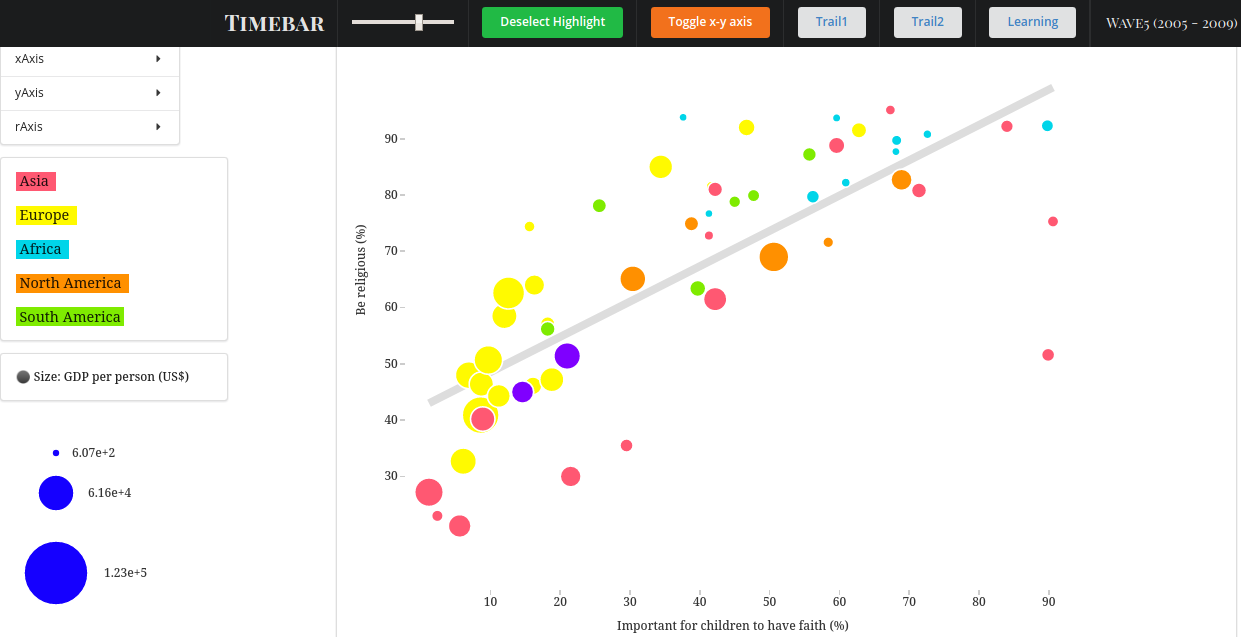 TIMEBAR
Deselect Highlight
Toggle x-y axis
Trail1
Trail2
Learning
WAVE5 (2005 - 2009)
xAxis
yAxis
rAxis
Asia
Europe
Africa
North America
South America
Size: GDP per person (US$)
6.07e+2
6.16e+4
1.23e+5
Be religious (%)
90
80
70
60
50
40
30
10 20 30 40 50 60 70 80 90
Important for children to have faith (%)